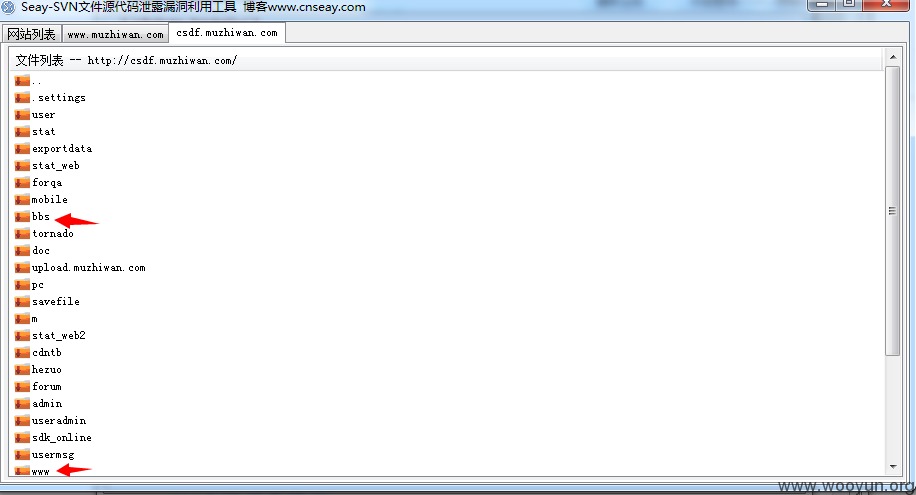 Seay-SVN文件源代码泄露漏洞利用工具 博客www.cnseay.com
网站列表 www.muzhiwan.com csdf.muzhiwan.com
文件列表 -- http://csdf.muzhiwan.com/
..
.settings
user
stat
exportdata
stat_web
forqa
mobile
bbs
tornado
doc
upload.muzhiwan.com
pc
savefile
m
stat_web2
cdntb
hezuo
forum
admin
useradmin
sdk_online
usermsg
www
www.wooyun.org